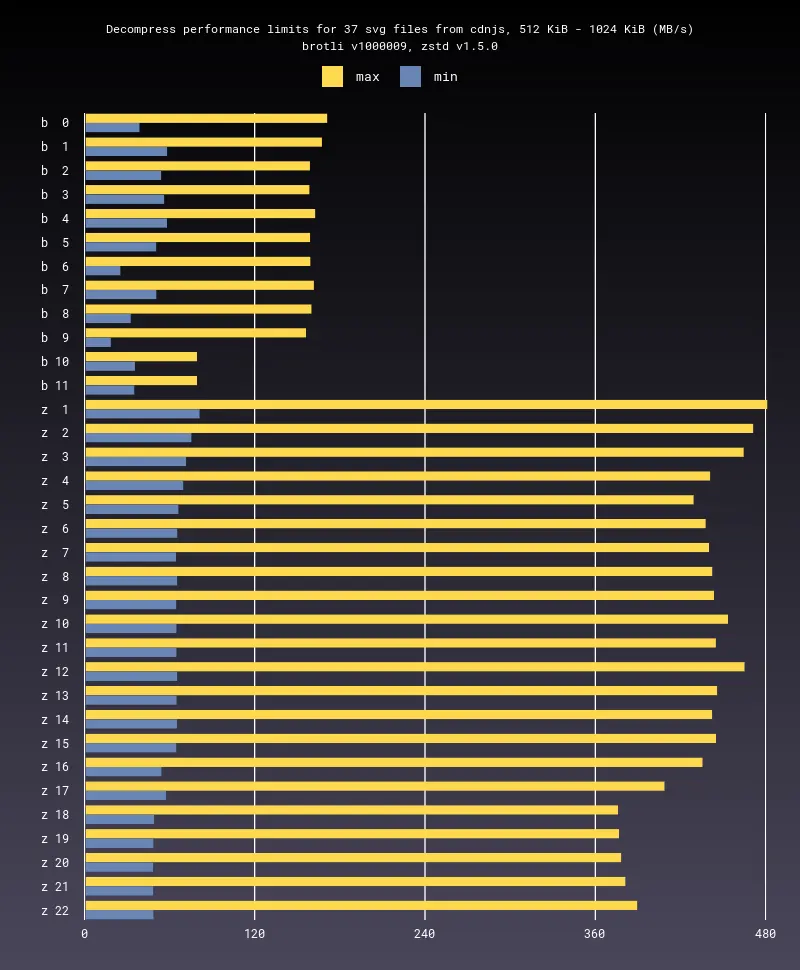 Decompress performance limits for 37 svg files from cdnjs, 512 KiB - 1024 KiB (MB/s)
brotli v1000009, zstd v1.5.0
max min
b 0
b 1
b 2
b 3
b 4
b 5
b 6
b 7
b 8
b 9
b 10
b 11
z 1
z 2
z 3
z 4
z 5
z 6
z 7
z 8
z 9
z 10
z 11
z 12
z 13
z 14
z 15
z 16
z 17
z 18
z 19
z 20
z 21
z 22
0 120 240 360 480